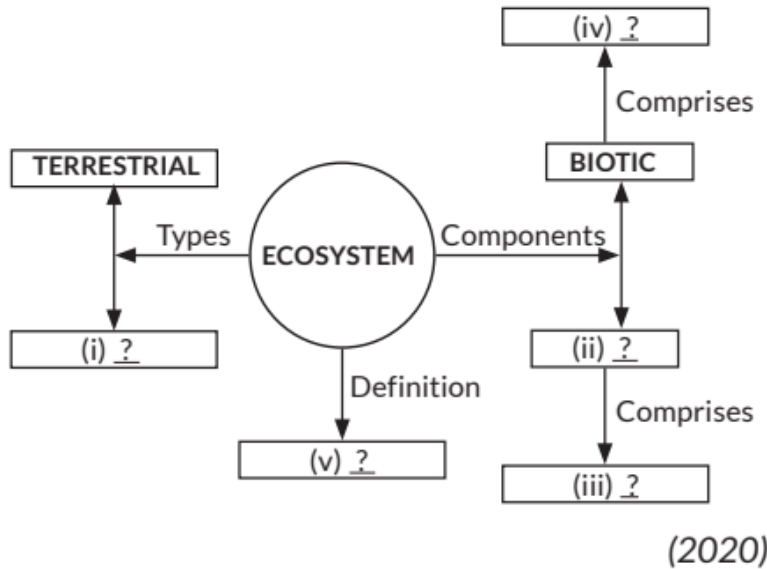 (iv) ?
Comprises
TERRESTRIAL
BIOTIC
Types
ECOSYSTEM
Components
(i) ?
(ii) ?
Definition
Comprises
(v) ?
(iii) ?
(2020)